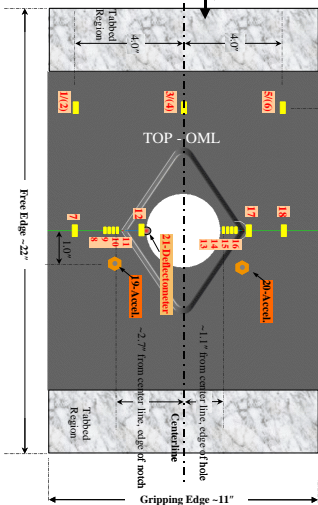 Tabbed
Region
4.0"
4.0"
1/(2)
3/(4)
5/(6)
TOP - OML
Free Edge ~22"
7
8
9
10
11
12
13
14
15
16
17
18
1.0"
21-Deflectometer
19-Accel.
20-Accel.
~2.7" from center line, edge of notch
Centerline
~1.1" from center line, edge of hole
Tabbed
Region
Gripping Edge ~11"